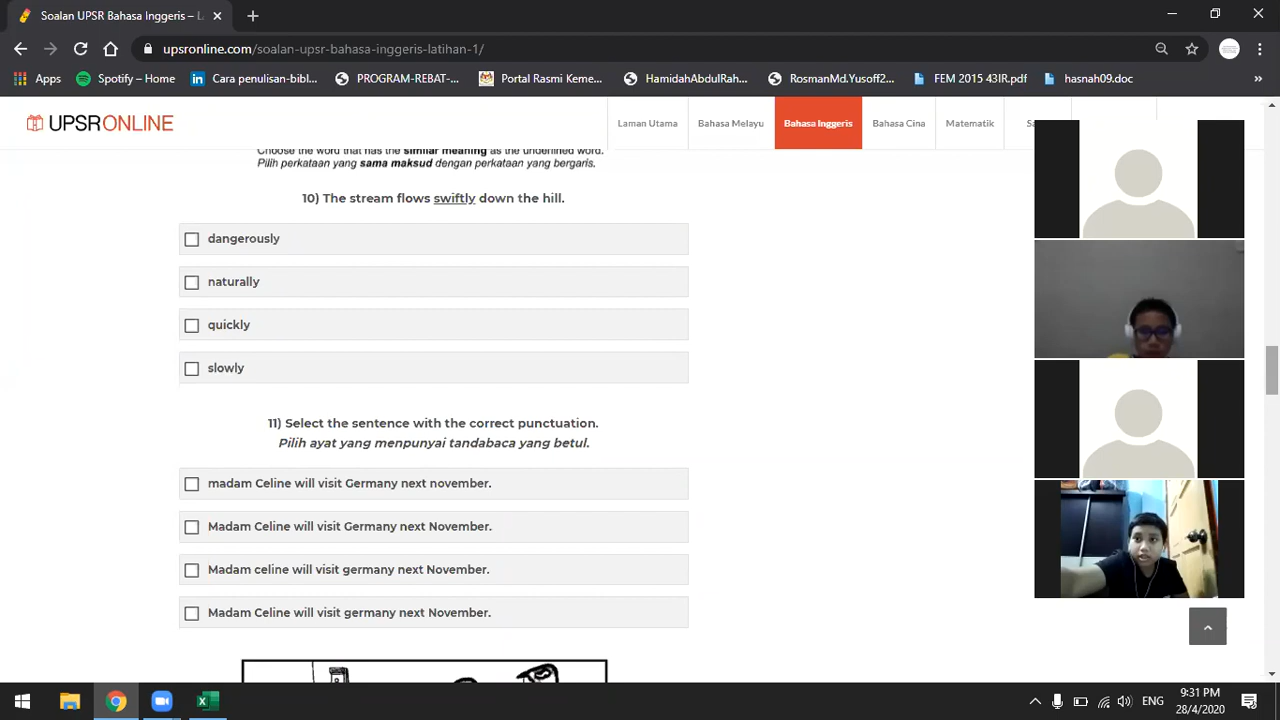 Soalan UPSR Bahasa Inggeris – L
upsronline.com/soalan-upsr-bahasa-inggeris-latihan-1/
Apps Spotify – Home Cara penulisan-bibl... PROGRAM-REBAT-... Portal Rasmi Keme... HamidahAbdulRah... RosmanMd.Yusoff2... FEM 2015 43IR.pdf hasnah09.doc »
UPSRONLINE Laman Utama Bahasa Melayu Bahasa Inggeris Bahasa Cina Matematik
Choose the word that has the similar meaning as the underlined word.
Pilih perkataan yang sama maksud dengan perkataan yang bergaris.
10) The stream flows swiftly down the hill.
dangerously
naturally
quickly
slowly
11) Select the sentence with the correct punctuation.
Pilih ayat yang menpunyai tandabaca yang betul.
madam Celine will visit Germany next november.
Madam Celine will visit Germany next November.
Madam celine will visit germany next November.
Madam Celine will visit germany next November.
ENG
9:31 PM
28/4/2020